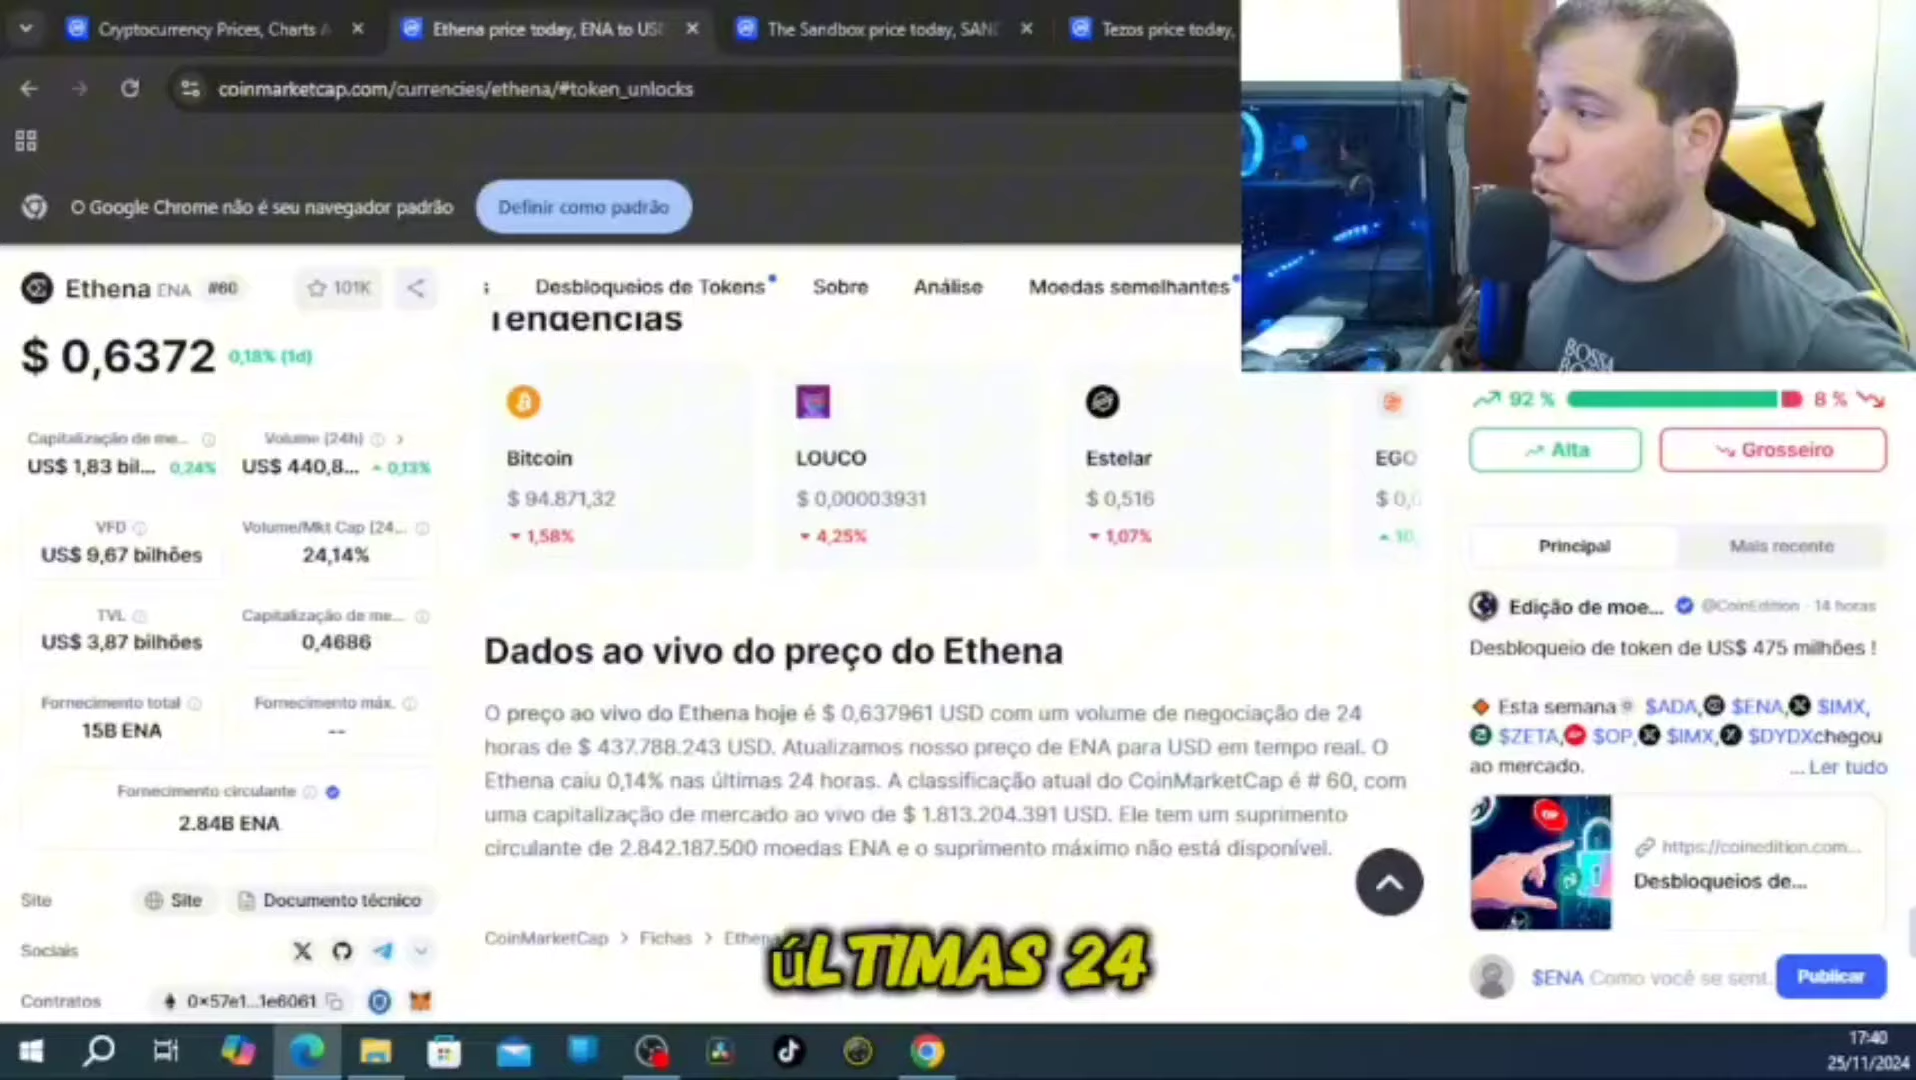 Cryptocurrency Prices, Charts A
Ethena price today, ENA to US
The Sandbox price today, SAN
Tezos price today,
coinmarketcap.com/currencies/ethena/#token_unlocks
O Google Chrome não é seu navegador padrão
Definir como padrão
Ethena ENA #60
101K
Desbloqueios de Tokens
Sobre
Análise
Moedas semelhantes
$ 0,6372 0,18% (1d)
Tendências
BOSSA
Capitalização de me...
US$ 1,83 bil... 0,24%
Volume (24h)
US$ 440,8... 0,13%
VFD
US$ 9,67 bilhões
Volume/Mkt Cap (24...
24,14%
TVL
US$ 3,87 bilhões
Capitalização de me...
0,4686
Fornecimento total
15B ENA
Fornecimento máx.
--
Fornecimento circulante
2.84B ENA
Site
Site
Documento técnico
Sociais
Contratos
0x57e1...1e6061
Bitcoin
$ 94.871,32
1,58%
LOUCO
$ 0,00003931
4,25%
Estelar
$ 0,516
1,07%
EGO
$ 0,0
10,
Dados ao vivo do preço do Ethena
O preço ao vivo do Ethena hoje é $ 0,637961 USD com um volume de negociação de 24
horas de $ 437.788.243 USD. Atualizamos nosso preço de ENA para USD em tempo real. O
Ethena caiu 0,14% nas últimas 24 horas. A classificação atual do CoinMarketCap é # 60, com
uma capitalização de mercado ao vivo de $ 1.813.204.391 USD. Ele tem um suprimento
circulante de 2.842.187.500 moedas ENA e o suprimento máximo não está disponível.
CoinMarketCap > Fichas > Ethena
ÚLTIMAS 24
92 %
8 %
Alta
Grosseiro
Principal
Mais recente
Edição de moe... @CoinEdition · 14 horas
Desbloqueio de token de US$ 475 milhões !
Esta semana $ADA, $ENA, $IMX,
$ZETA, $OP, $IMX, $DYDXchegou
ao mercado. ... Ler tudo
https://coinedition.com...
Desbloqueios de...
$ENA Como você se sent.
Publicar
17:40
25/11/2024